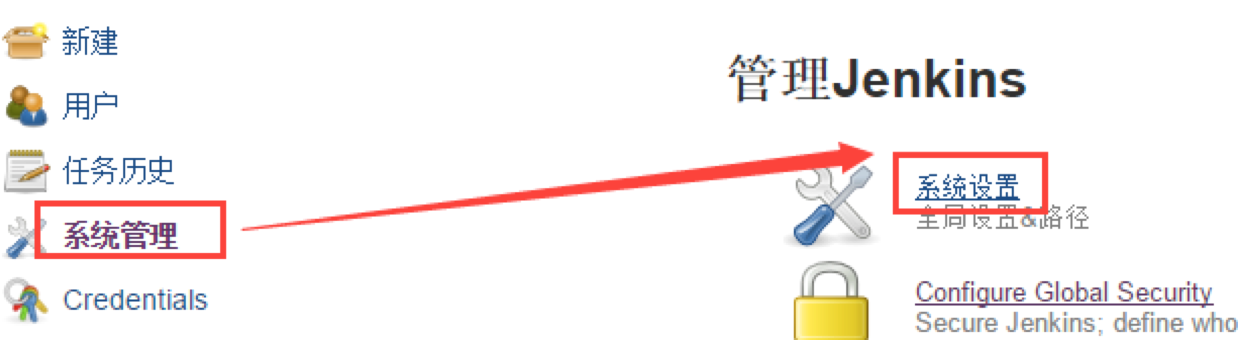 新建
用户
任务历史
系统管理
Credentials
管理Jenkins
系统设置
全局设置&路径
Configure Global Security
Secure Jenkins; define who